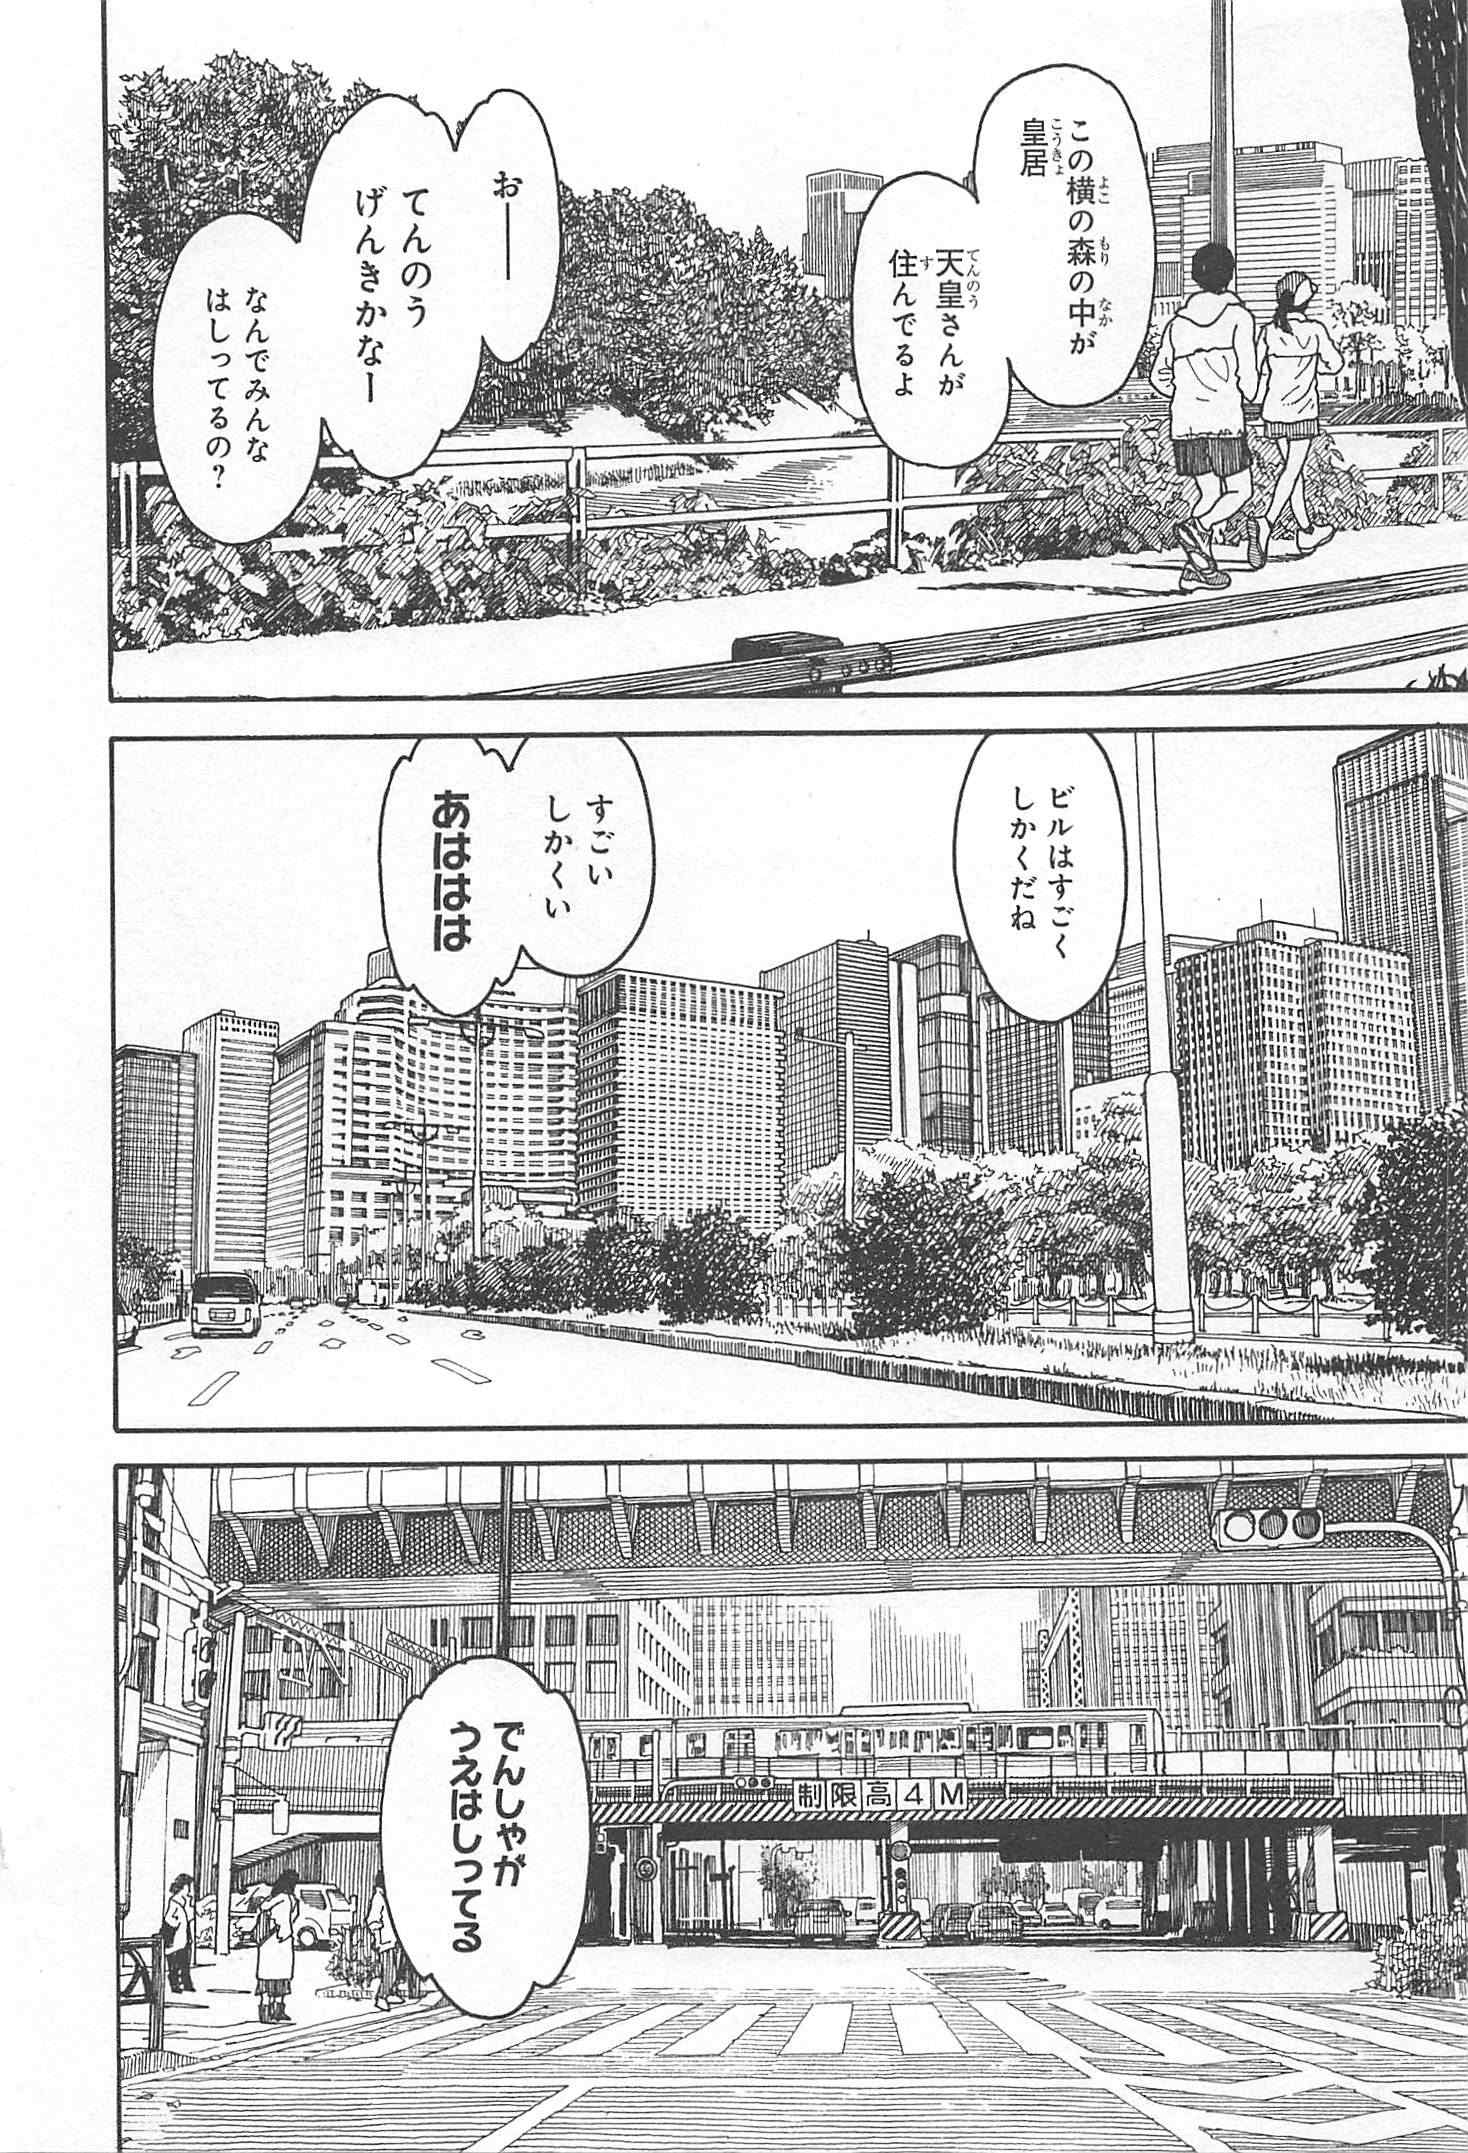 この横の森の中が
皇居
天皇さんが
住んでるよ
おー
てんのう
げんきかなー
なんでみんな
はしってるの?
ビルはすごく
しかくだね
すごい
しかくい
あははは
でんしゃが
うえはしってる
制限高4M